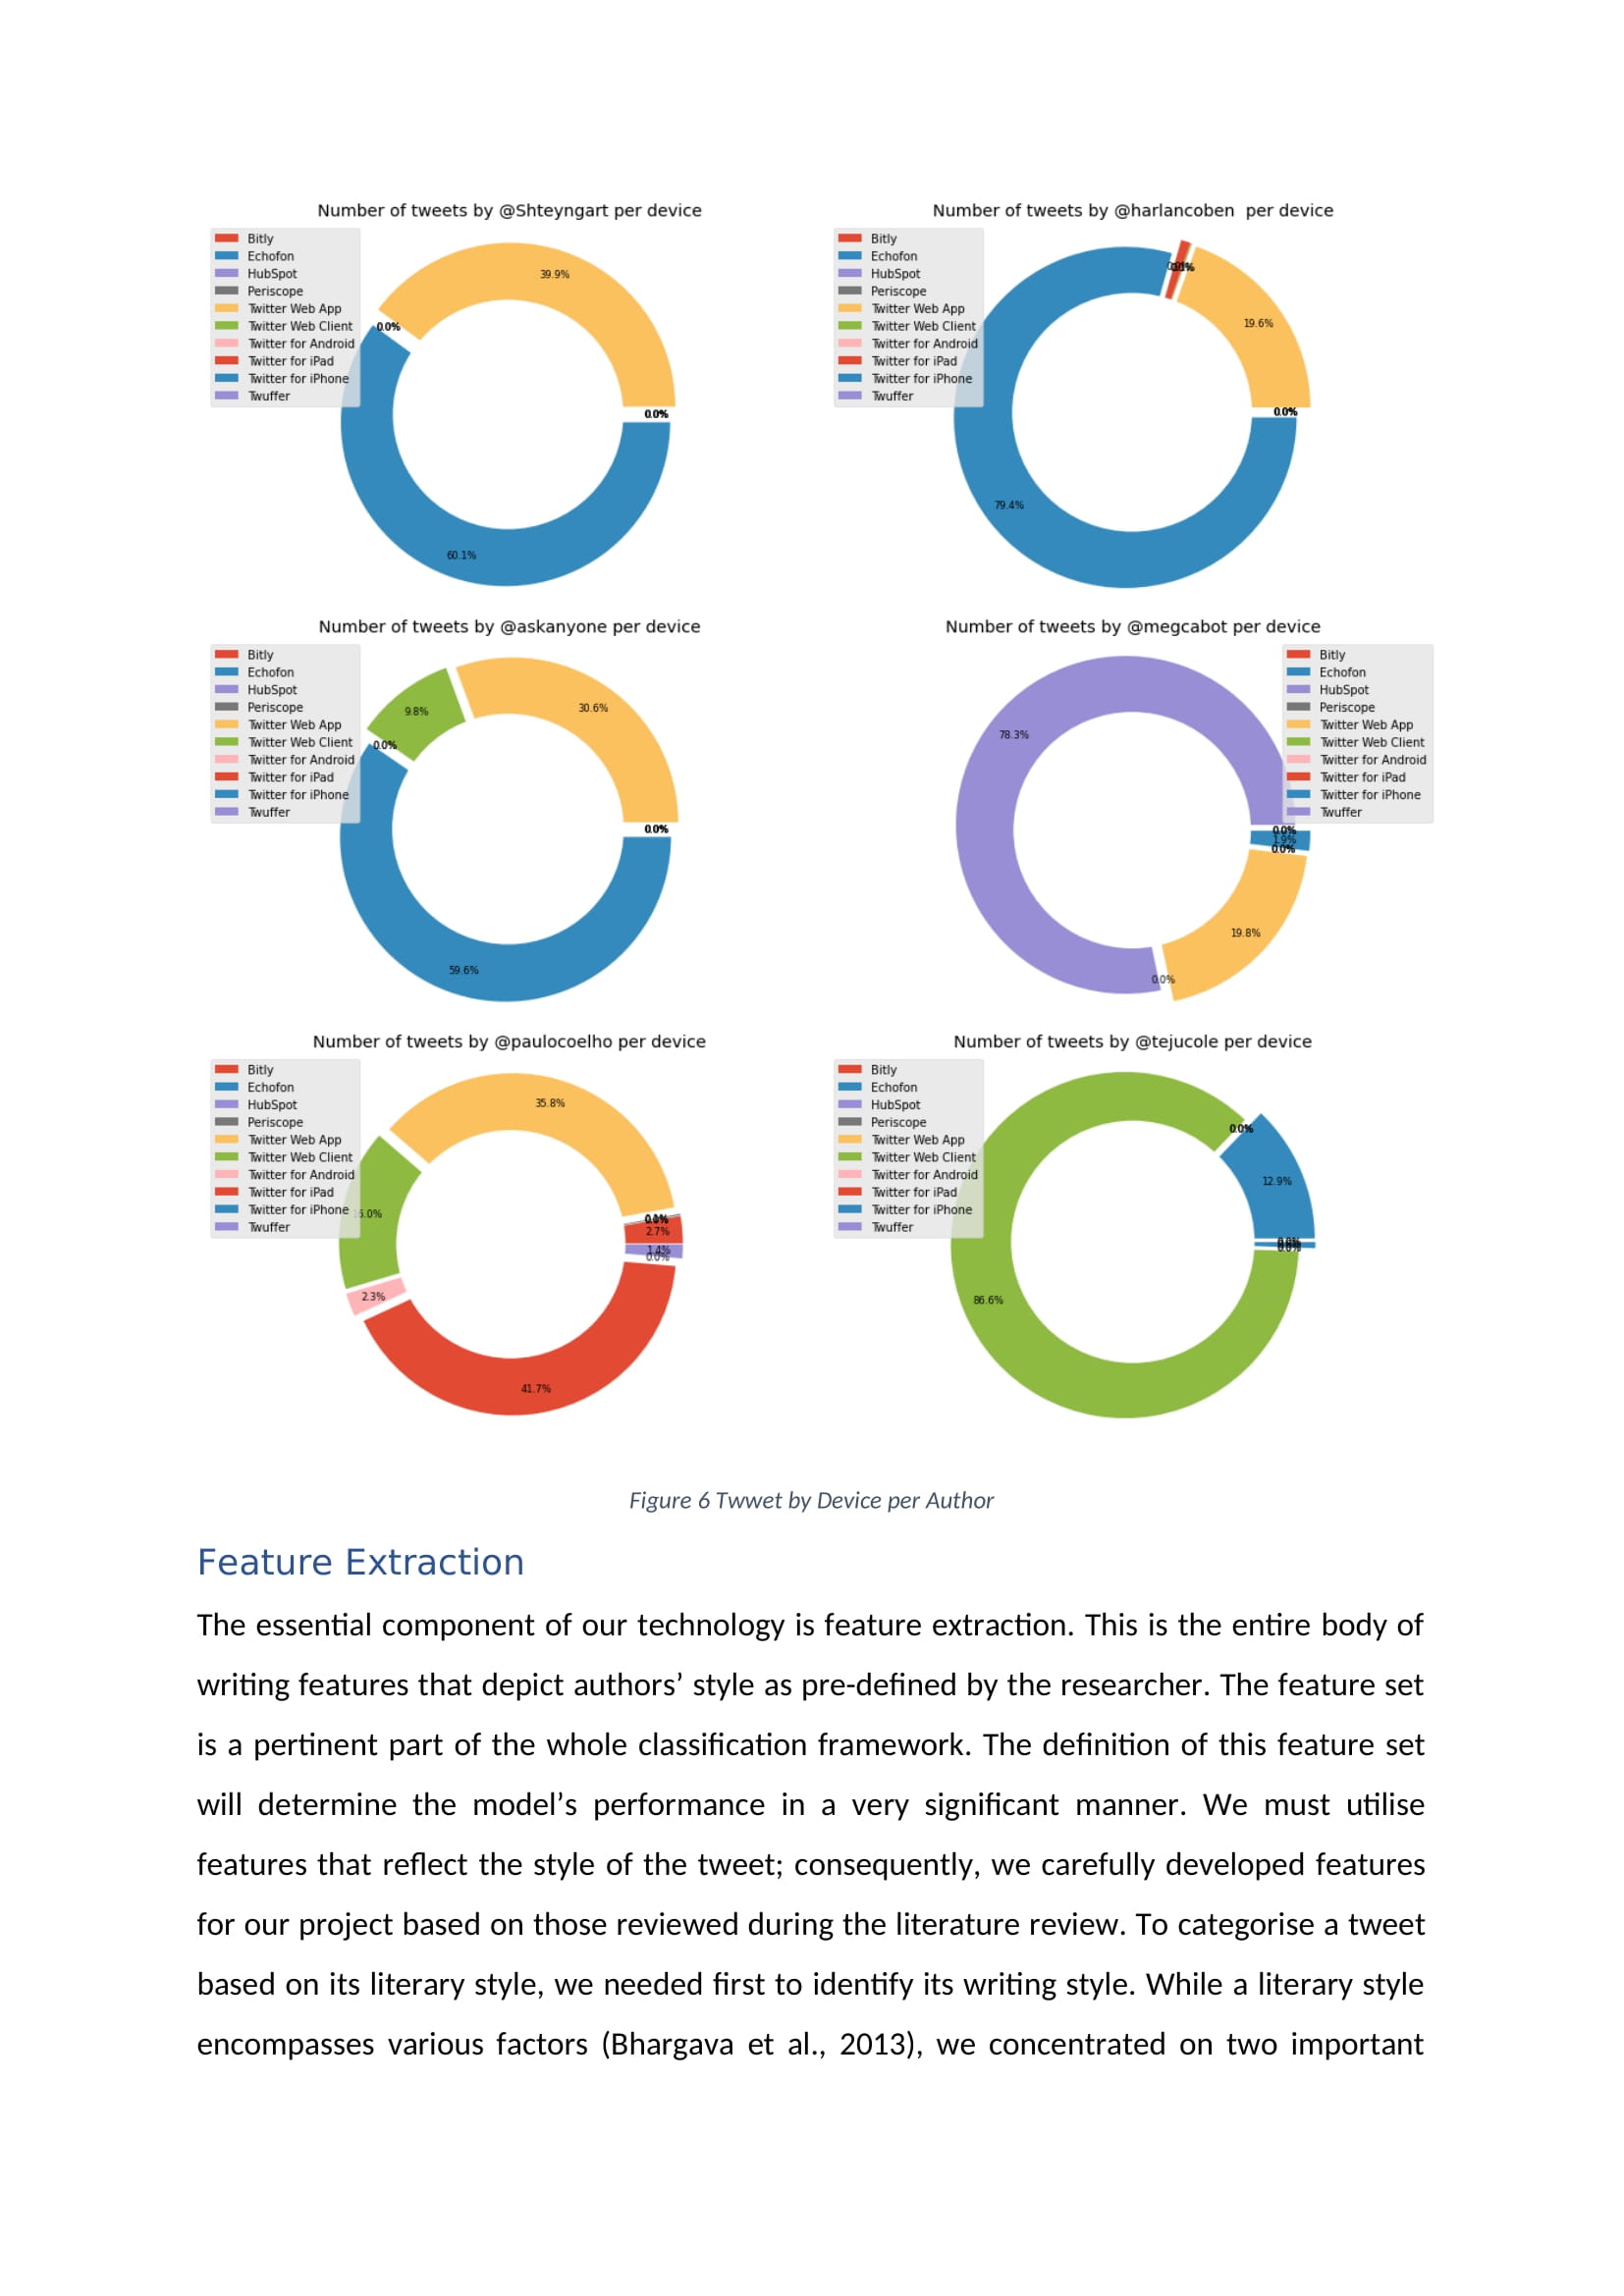 Number of tweets by @Shteyngart per device
Bitly
Echofon
HubSpot
Periscope
Twitter Web App
Twitter Web Client
Twitter for Android
Twitter for iPad
Twitter for iPhone
Twuffer
39.9%
0.0%
0.0%
60.1%
Number of tweets by @harlancoben per device
Bitly
Echofon
HubSpot
Periscope
Twitter Web App
Twitter Web Client
Twitter for Android
Twitter for iPad
Twitter for iPhone
Twuffer
19.6%
0.0%
79.4%
Number of tweets by @askanyone per device
Bitly
Echofon
HubSpot
Periscope
Twitter Web App
Twitter Web Client
Twitter for Android
Twitter for iPad
Twitter for iPhone
Twuffer
30.6%
9.8%
0.0%
0.0%
59.6%
Number of tweets by @megcabot per device
Bitly
Echofon
HubSpot
Periscope
Twitter Web App
Twitter Web Client
Twitter for Android
Twitter for iPad
Twitter for iPhone
Twuffer
78.3%
0.0%
1.9%
0.0%
19.8%
0.0%
Number of tweets by @paulocoelho per device
Bitly
Echofon
HubSpot
Periscope
Twitter Web App
Twitter Web Client
Twitter for Android
Twitter for iPad
Twitter for iPhone
Twuffer
35.8%
2.7%
1.4%
0.0%
2.3%
41.7%
Number of tweets by @tejucole per device
Bitly
Echofon
HubSpot
Periscope
Twitter Web App
Twitter Web Client
Twitter for Android
Twitter for iPad
Twitter for iPhone
Twuffer
0.0%
12.9%
0.0%
86.6%
Figure 6 Twwet by Device per Author
Feature Extraction
The essential component of our technology is feature extraction. This is the entire body of
writing features that depict authors’ style as pre-defined by the researcher. The feature set
is a pertinent part of the whole classification framework. The definition of this feature set
will determine the model’s performance in a very significant manner. We must utilise
features that reflect the style of the tweet; consequently, we carefully developed features
for our project based on those reviewed during the literature review. To categorise a tweet
based on its literary style, we needed first to identify its writing style. While a literary style
encompasses various factors (Bhargava et al., 2013), we concentrated on two important